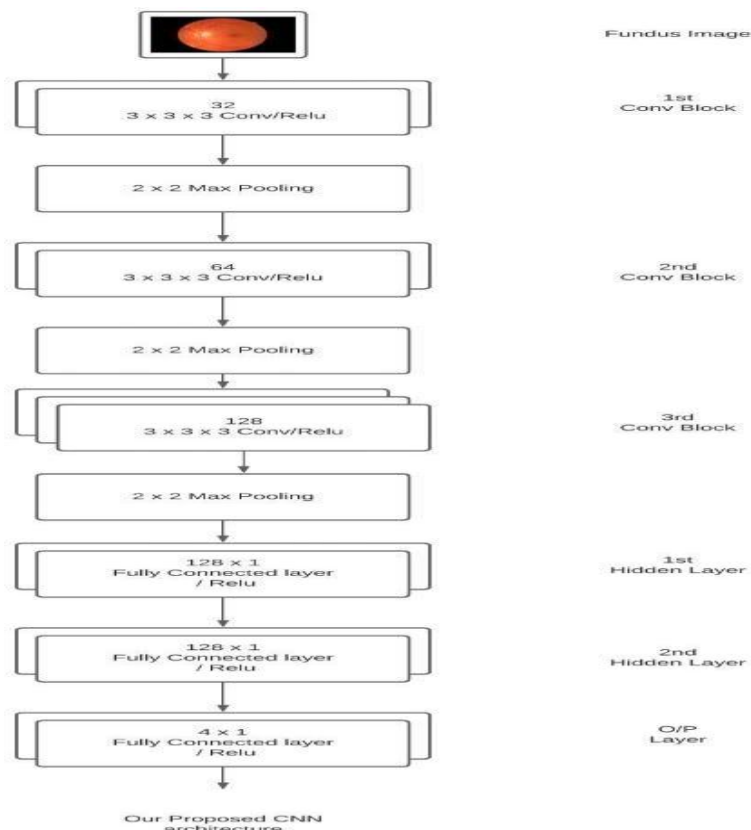 Fundus Image
32
3 x 3 x 3 Conv/Relu
1st
Conv Block
2 x 2 Max Pooling
64
3 x 3 x 3 Conv/Relu
2nd
Conv Block
2 x 2 Max Pooling
128
3 x 3 x 3 Conv/Relu
3rd
Conv Block
2 x 2 Max Pooling
128 x 1
Fully Connected layer
/ Relu
1st
Hidden Layer
128 x 1
Fully Connected layer
/ Relu
2nd
Hidden Layer
4 x 1
Fully Connected layer
/ Relu
O/P
Layer
Our Proposed CNN
architecture